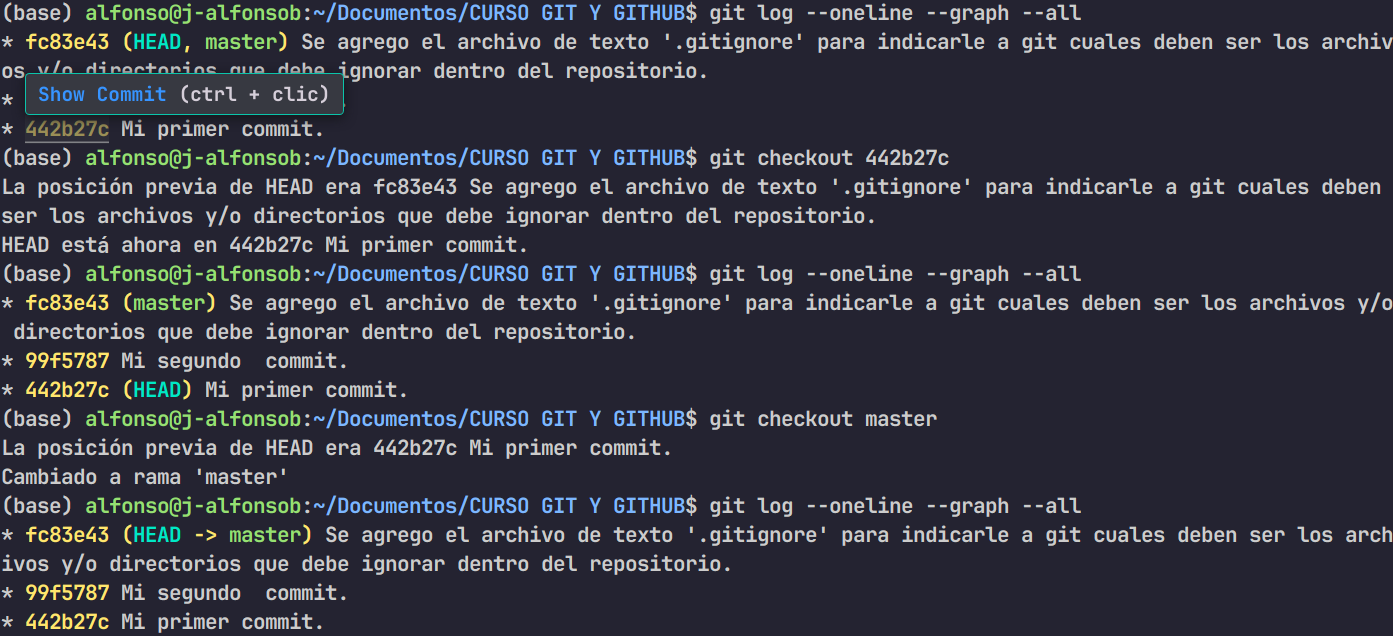 (base) alfonso@j-alfonsob:~/Documentos/CURSO GIT Y GITHUB$ git log --oneline --graph --all
* fc83e43 (HEAD, master) Se agrego el archivo de texto '.gitignore' para indicarle a git cuales deben ser los archiv
os y/o directorios que debe ignorar dentro del repositorio.
Show Commit (ctrl + clic)
*
* 442b27c Mi primer commit.
(base) alfonso@j-alfonsob:~/Documentos/CURSO GIT Y GITHUB$ git checkout 442b27c
La posición previa de HEAD era fc83e43 Se agrego el archivo de texto '.gitignore' para indicarle a git cuales deben
ser los archivos y/o directorios que debe ignorar dentro del repositorio.
HEAD está ahora en 442b27c Mi primer commit.
(base) alfonso@j-alfonsob:~/Documentos/CURSO GIT Y GITHUB$ git log --oneline --graph --all
* fc83e43 (master) Se agrego el archivo de texto '.gitignore' para indicarle a git cuales deben ser los archivos y/o
 directorios que debe ignorar dentro del repositorio.
* 99f5787 Mi segundo  commit.
* 442b27c (HEAD) Mi primer commit.
(base) alfonso@j-alfonsob:~/Documentos/CURSO GIT Y GITHUB$ git checkout master
La posición previa de HEAD era 442b27c Mi primer commit.
Cambiado a rama 'master'
(base) alfonso@j-alfonsob:~/Documentos/CURSO GIT Y GITHUB$ git log --oneline --graph --all
* fc83e43 (HEAD -> master) Se agrego el archivo de texto '.gitignore' para indicarle a git cuales deben ser los arch
ivos y/o directorios que debe ignorar dentro del repositorio.
* 99f5787 Mi segundo  commit.
* 442b27c Mi primer commit.